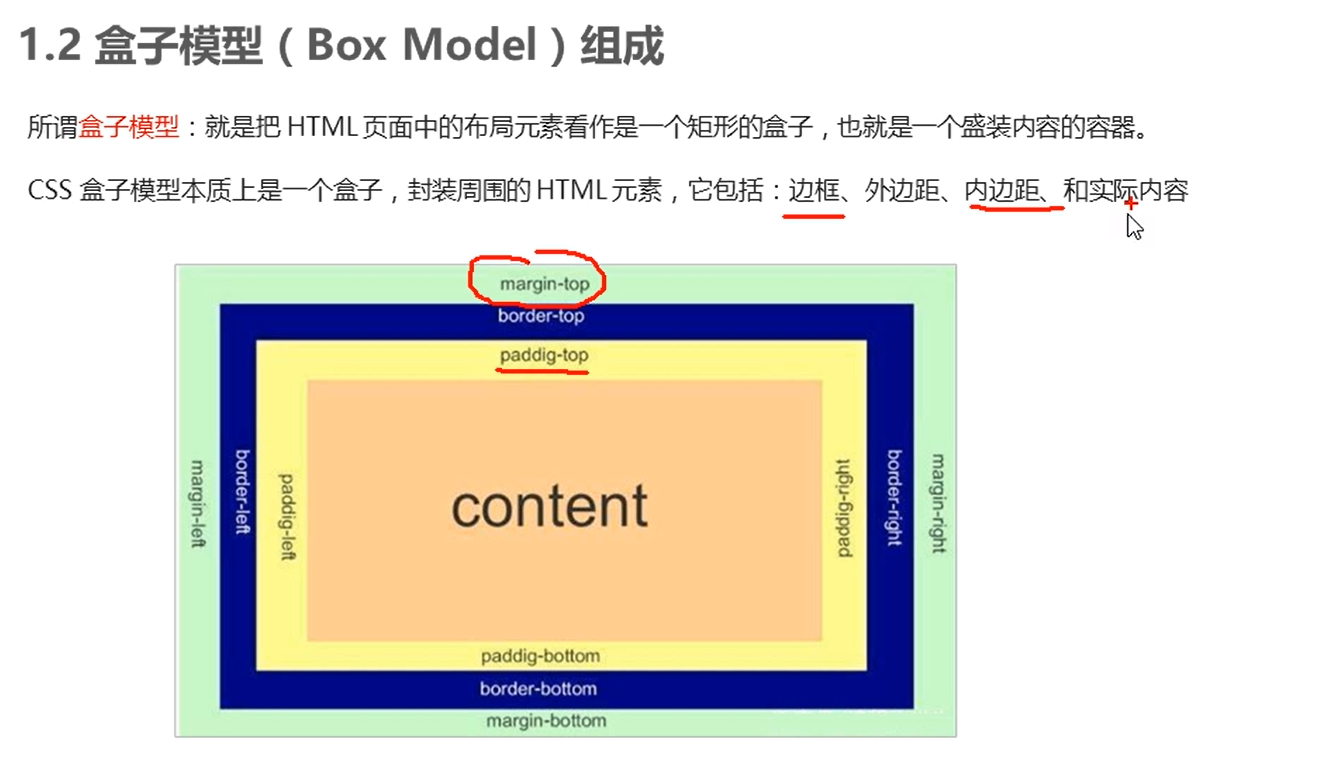 1.2 盒子模型（Box Model）组成
所谓盒子模型：就是把 HTML 页面中的布局元素看作是一个矩形的盒子，也就是一个盛装内容的容器。
CSS 盒子模型本质上是一个盒子，封装周围的 HTML 元素，它包括：边框、外边距、内边距、和实际内容
margin-top
border-top
paddig-top
margin-left
border-left
paddig-left
content
paddig-right
border-right
margin-right
paddig-bottom
border-bottom
margin-bottom